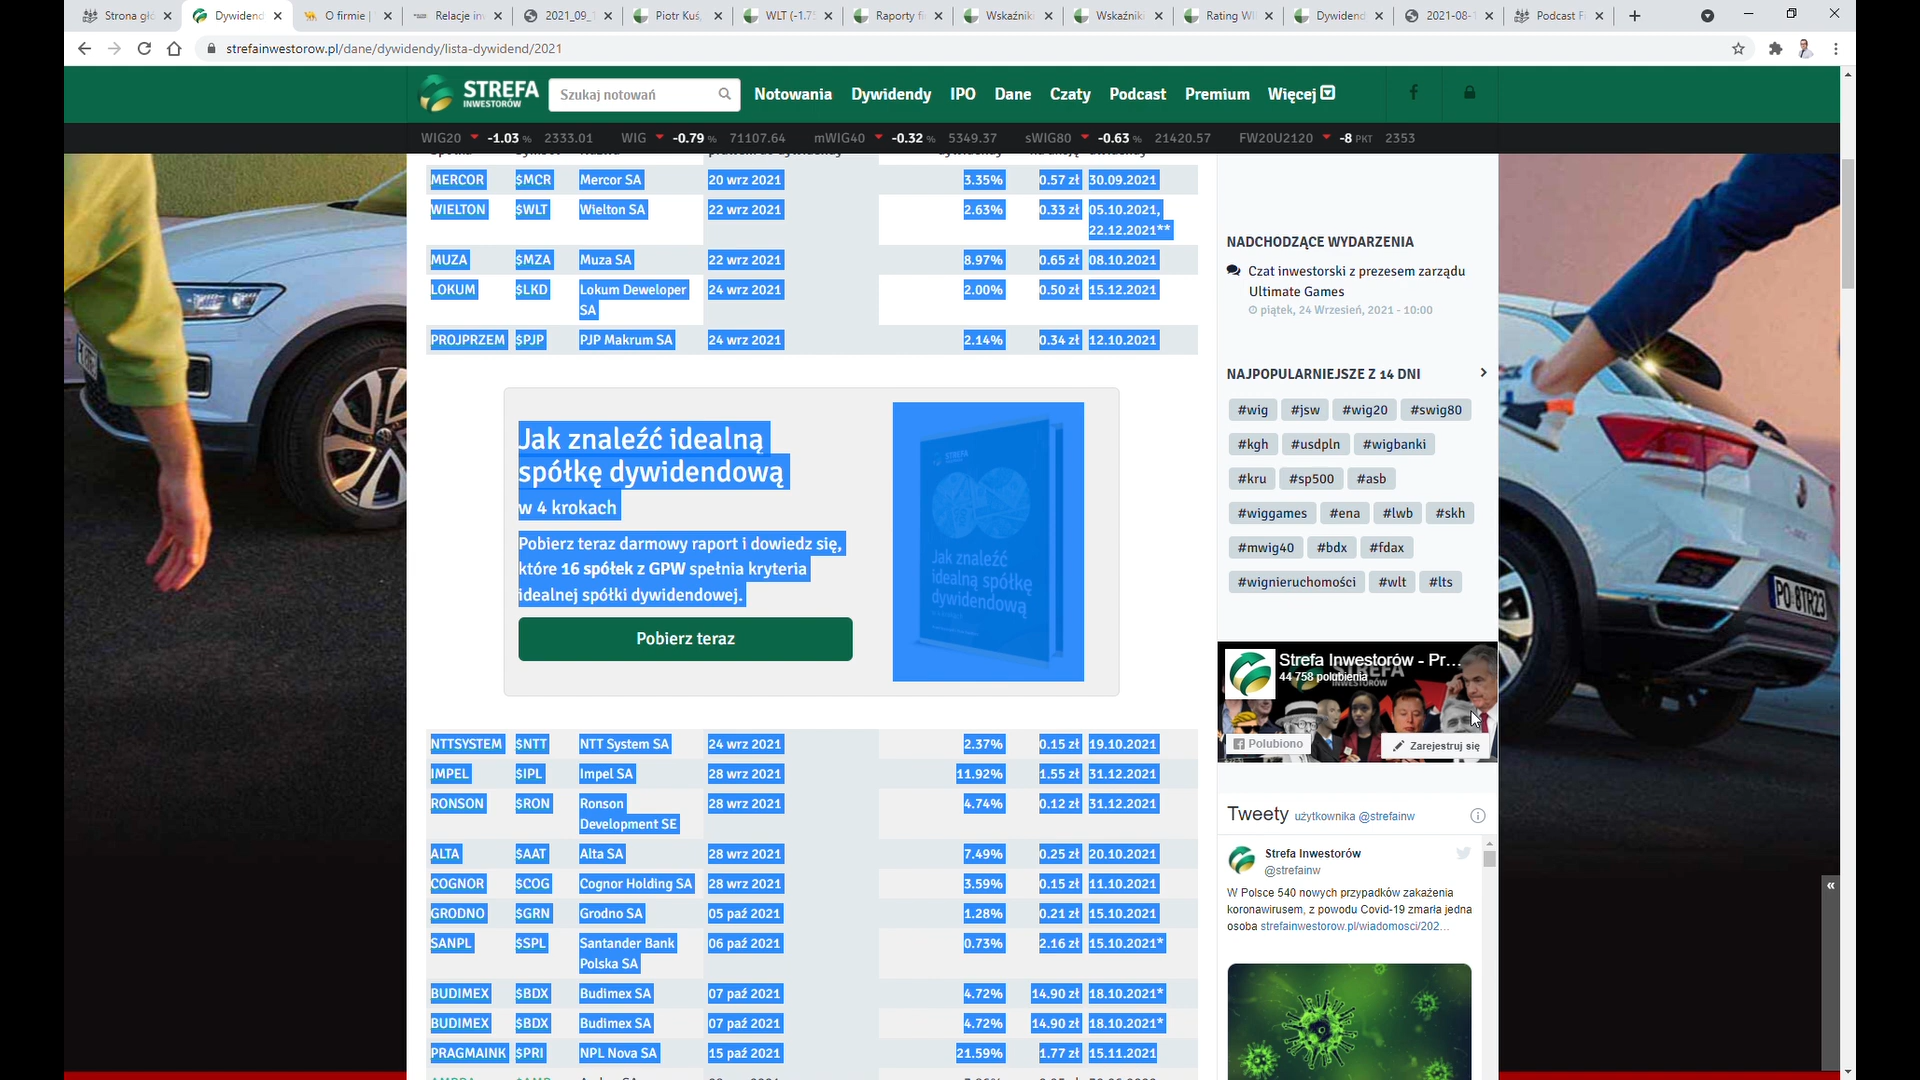 Strona głó
Dywidend
O firmie |
Relacje in
2021_09_1
Piotr Kuś,
WLT (-1.75
Raporty fi
Wskaźniki
Wskaźniki
Rating WI
Dywidend
2021-08-1
Podcast F
strefainwestorow.pl/dane/dywidendy/lista-dywidend/2021
STREFA INWESTORÓW
Szukaj notowań
Notowania Dywidendy IPO Dane Czaty Podcast Premium Więcej
WIG20 -1.03 % 2333.01 WIG -0.79 % 71107.64 mWIG40 -0.32 % 5349.37 sWIG80 -0.63 % 21420.57 FW20U2120 -8 PKT 2353
MERCOR $MCR Mercor SA 20 wrz 2021 3.35% 0.57 zł 30.09.2021
WIELTON $WLT Wielton SA 22 wrz 2021 2.63% 0.33 zł 05.10.2021,
22.12.2021**
MUZA $MZA Muza SA 22 wrz 2021 8.97% 0.65 zł 08.10.2021
LOKUM $LKD Lokum Deweloper 24 wrz 2021 2.00% 0.50 zł 15.12.2021
SA
PROJPRZEM $PJP PJP Makrum SA 24 wrz 2021 2.14% 0.34 zł 12.10.2021
Jak znaleźć idealną
spółkę dywidendową
w 4 krokach
Pobierz teraz darmowy raport i dowiedz się,
które 16 spółek z GPW spełnia kryteria
idealnej spółki dywidendowej.
Pobierz teraz
STREFA
Jak znaleźć
idealną spółkę
dywidendową
NTTSYSTEM $NTT NTT System SA 24 wrz 2021 2.37% 0.15 zł 19.10.2021
IMPEL $IPL Impel SA 28 wrz 2021 11.92% 1.55 zł 31.12.2021
RONSON $RON Ronson 28 wrz 2021 4.74% 0.12 zł 31.12.2021
Development SE
ALTA $AAT Alta SA 28 wrz 2021 7.49% 0.25 zł 20.10.2021
COGNOR $COG Cognor Holding SA 28 wrz 2021 3.59% 0.15 zł 11.10.2021
GRODNO $GRN Grodno SA 05 paź 2021 1.28% 0.21 zł 15.10.2021
SANPL $SPL Santander Bank 06 paź 2021 0.73% 2.16 zł 15.10.2021*
Polska SA
BUDIMEX $BDX Budimex SA 07 paź 2021 4.72% 14.90 zł 18.10.2021*
BUDIMEX $BDX Budimex SA 07 paź 2021 4.72% 14.90 zł 18.10.2021*
PRAGMAINK $PRI NPL Nova SA 15 paź 2021 21.59% 1.77 zł 15.11.2021
NADCHODZĄCE WYDARZENIA
Czat inwestorski z prezesem zarządu
Ultimate Games
piątek, 24 Wrzesień, 2021 - 10:00
NAJPOPULARNIEJSZE Z 14 DNI
#wig #jsw #wig20 #swig80
#kgh #usdpln #wigbanki
#kru #sp500 #asb
#wiggames #ena #lwb #skh
#mwig40 #bdx #fdax
#wignieruchomości #wlt #lts
Strefa Inwestorów - Pr...
44 758 polubienia
STREFA
INWESTORÓW
Polubiono
Zarejestruj się
Tweety użytkownika @strefainw
Strefa Inwestorów
@strefainw
W Polsce 540 nowych przypadków zakażenia
koronawirusem, z powodu Covid-19 zmarła jedna
osoba strefainwestorow.pl/wiadomosci/202...
PO 8TR23